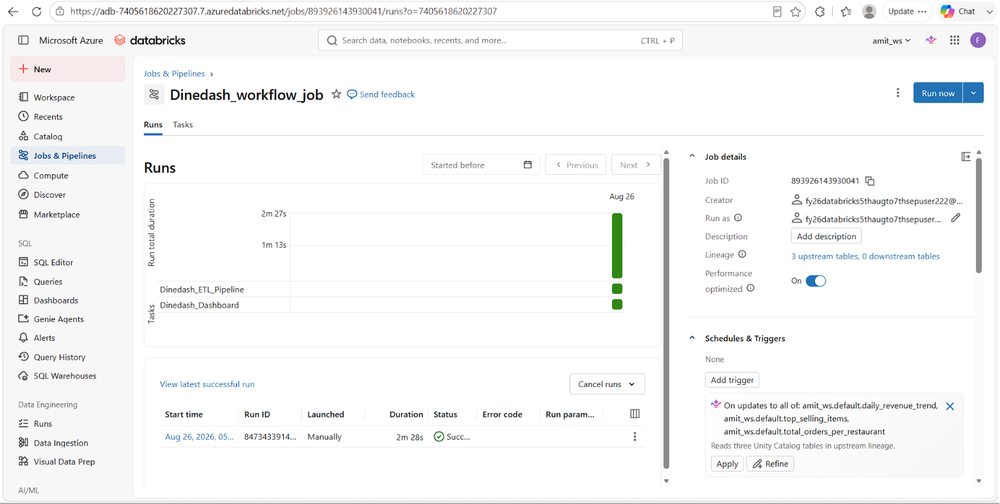 https://adb-7405618620227307.7.azuredatabricks.net/jobs/893926143930041/runs?o=7405618620227307
Update
Chat
Microsoft Azure
databricks
Search data, notebooks, recents, and more...
CTRL + P
amit_ws
F
New
Workspace
Recents
Catalog
Jobs & Pipelines
Compute
Discover
Marketplace
SQL
SQL Editor
Queries
Dashboards
Genie Agents
Alerts
Query History
SQL Warehouses
Data Engineering
Runs
Data Ingestion
Visual Data Prep
AI/ML
Jobs & Pipelines
Dinedash_workflow_job
Send feedback
Run now
Runs
Tasks
Runs
Started before
Previous
Next
Aug 26
Run total duration
2m 27s
1m 13s
Tasks
Dinedash_ETL_Pipeline
Dinedash_Dashboard
View latest successful run
Cancel runs
Start time Run ID Launched Duration Status Error code Run param...
Aug 26, 2026, 05... 8473433914... Manually 2m 28s Succ...
Job details
Job ID 893926143930041
Creator fy26databricks5thaugto7thsepuser222@...
Run as fy26databricks5thaugto7thsepuser...
Description Add description
Lineage 3 upstream tables, 0 downstream tables
Performance
optimized On
Schedules & Triggers
None
Add trigger
On updates to all of: amit_ws.default.daily_revenue_trend,
amit_ws.default.top_selling_items,
amit_ws.default.total_orders_per_restaurant
Reads three Unity Catalog tables in upstream lineage.
Apply
Refine